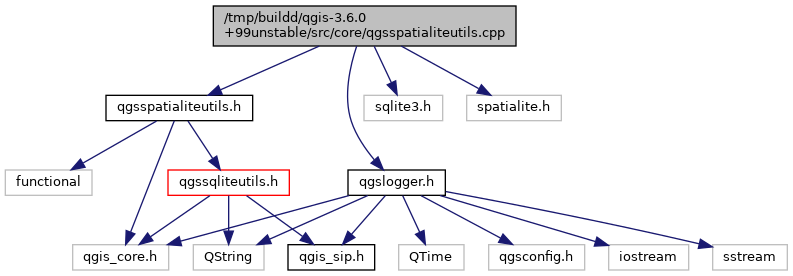 /tmp/buildd/qgis-3.6.0
+99unstable/src/core/qgsspatialiteutils.cpp
qgsspatialiteutils.h
sqlite3.h
spatialite.h
functional
qgssqliteutils.h
qgslogger.h
qgis_core.h
QString
qgis_sip.h
QTime
qgsconfig.h
iostream
sstream